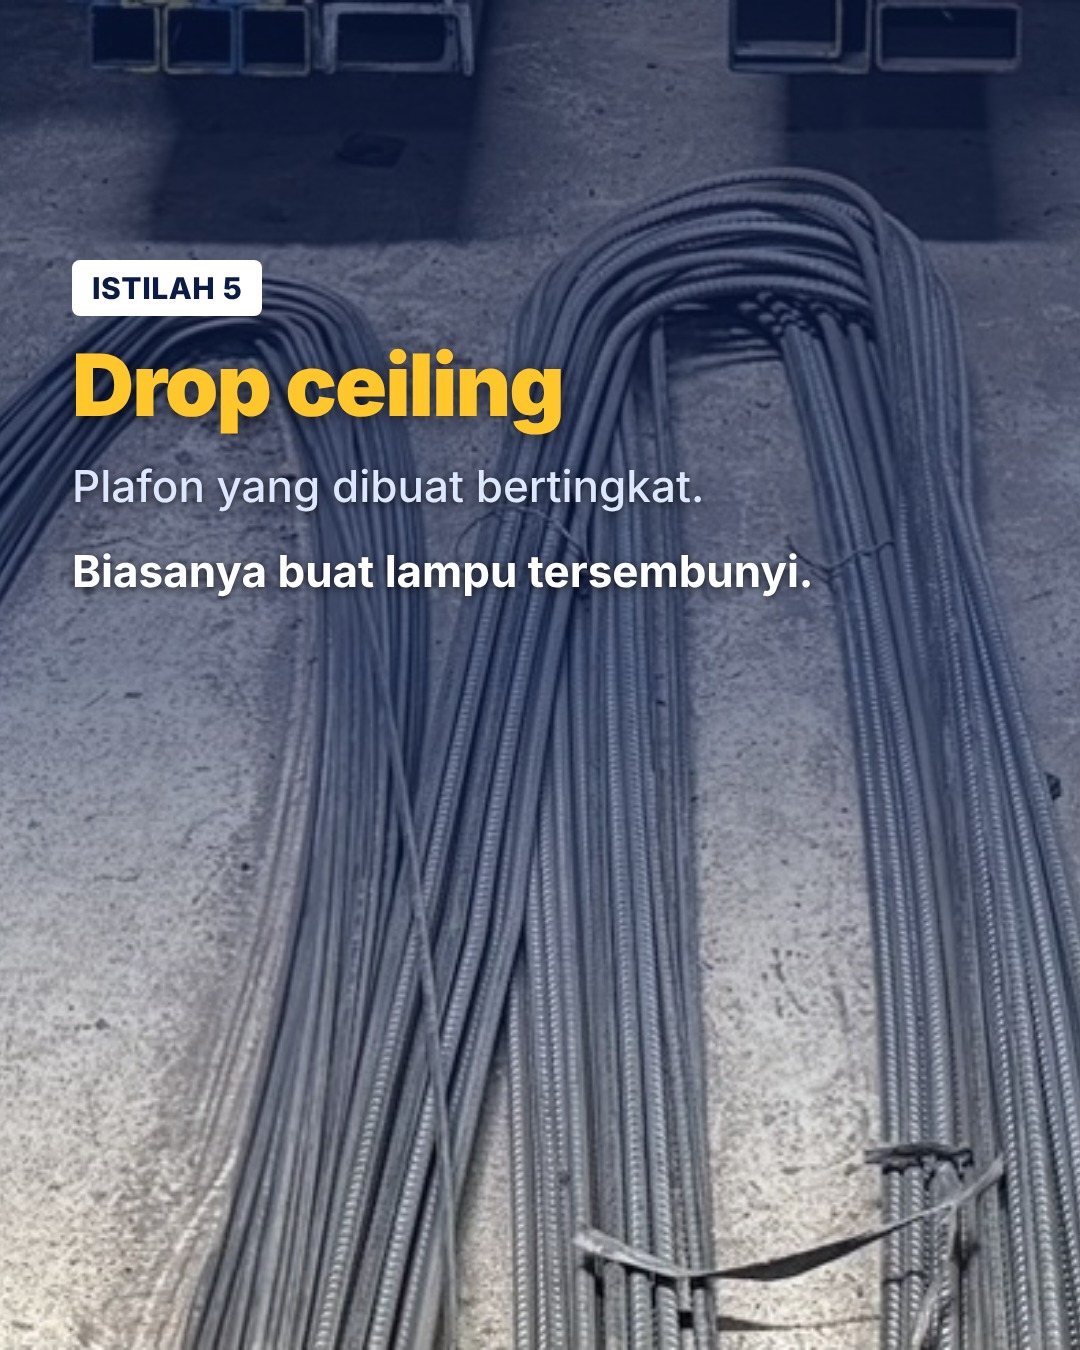 ISTILAH 5
Drop ceiling
Plafon yang dibuat bertingkat.
Biasanya buat lampu tersembunyi.